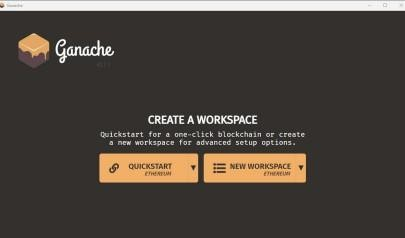 Ganache
Ganache
CREATE A WORKSPACE
Quickstart for a one-click blockchain or create
a new workspace for advanced setup options.
QUICKSTART
ETHEREUM
NEW WORKSPACE
ETHEREUM